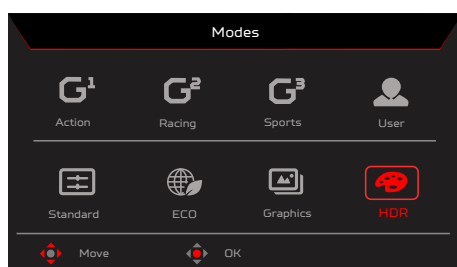 Modes
G¹ G² G³
Action Racing Sports User
Standard ECO Graphics HDR
Move OK